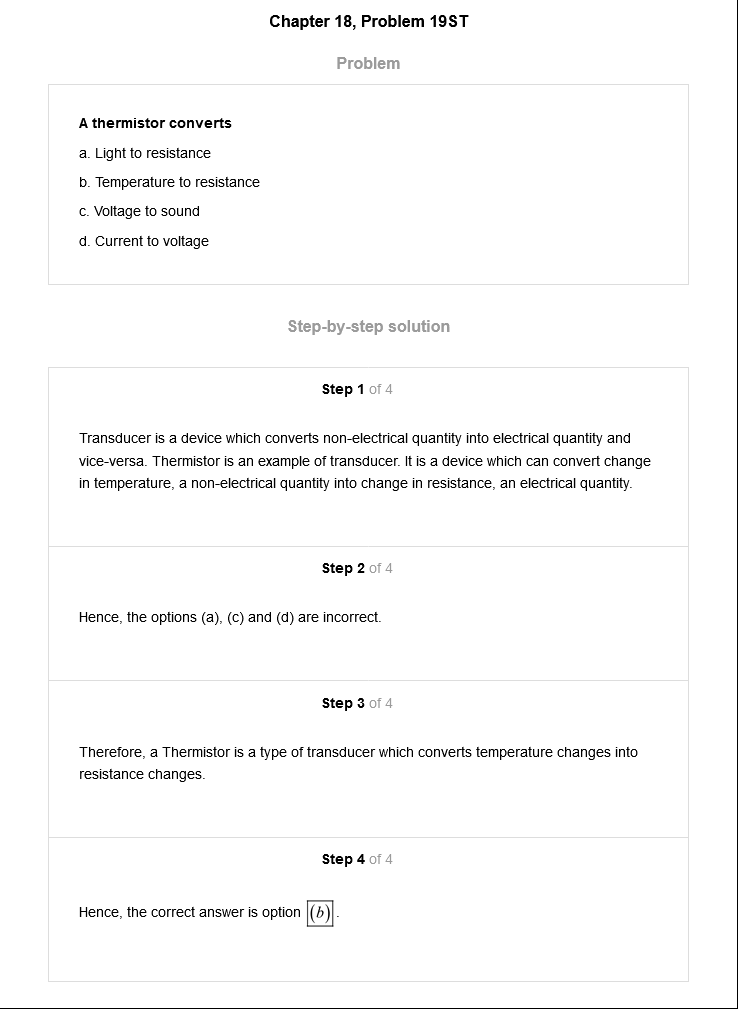 Chapter 18, Problem 19ST
Problem
A thermistor converts
a. Light to resistance
b. Temperature to resistance
c. Voltage to sound
d. Current to voltage
Step-by-step solution
Step 1 of 4
Transducer is a device which converts non-electrical quantity into electrical quantity and
vice-versa. Thermistor is an example of transducer. It is a device which can convert change
in temperature, a non-electrical quantity into change in resistance, an electrical quantity.
Step 2 of 4
Hence, the options (a), (c) and (d) are incorrect.
Step 3 of 4
Therefore, a Thermistor is a type of transducer which converts temperature changes into
resistance changes.
Step 4 of 4
Hence, the correct answer is option (b).